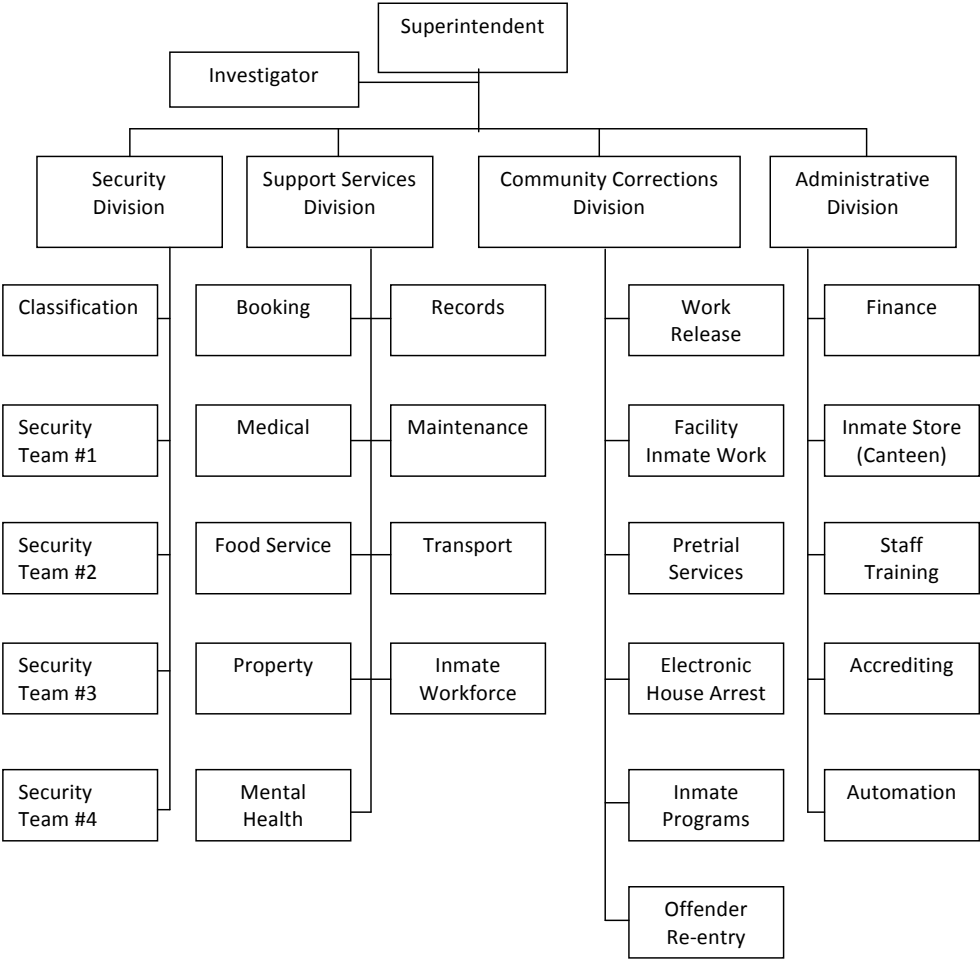 Superintendent
Investigator
Security
Division
Support Services
Division
Community Corrections
Division
Administrative
Division
Classification
Booking
Records
Work
Release
Finance
Security
Team #1
Medical
Maintenance
Facility
Inmate Work
Inmate Store
(Canteen)
Security
Team #2
Food Service
Transport
Pretrial
Services
Staff
Training
Security
Team #3
Property
Inmate
Workforce
Electronic
House Arrest
Accrediting
Security
Team #4
Mental
Health
Inmate
Programs
Automation
Offender
Re-entry